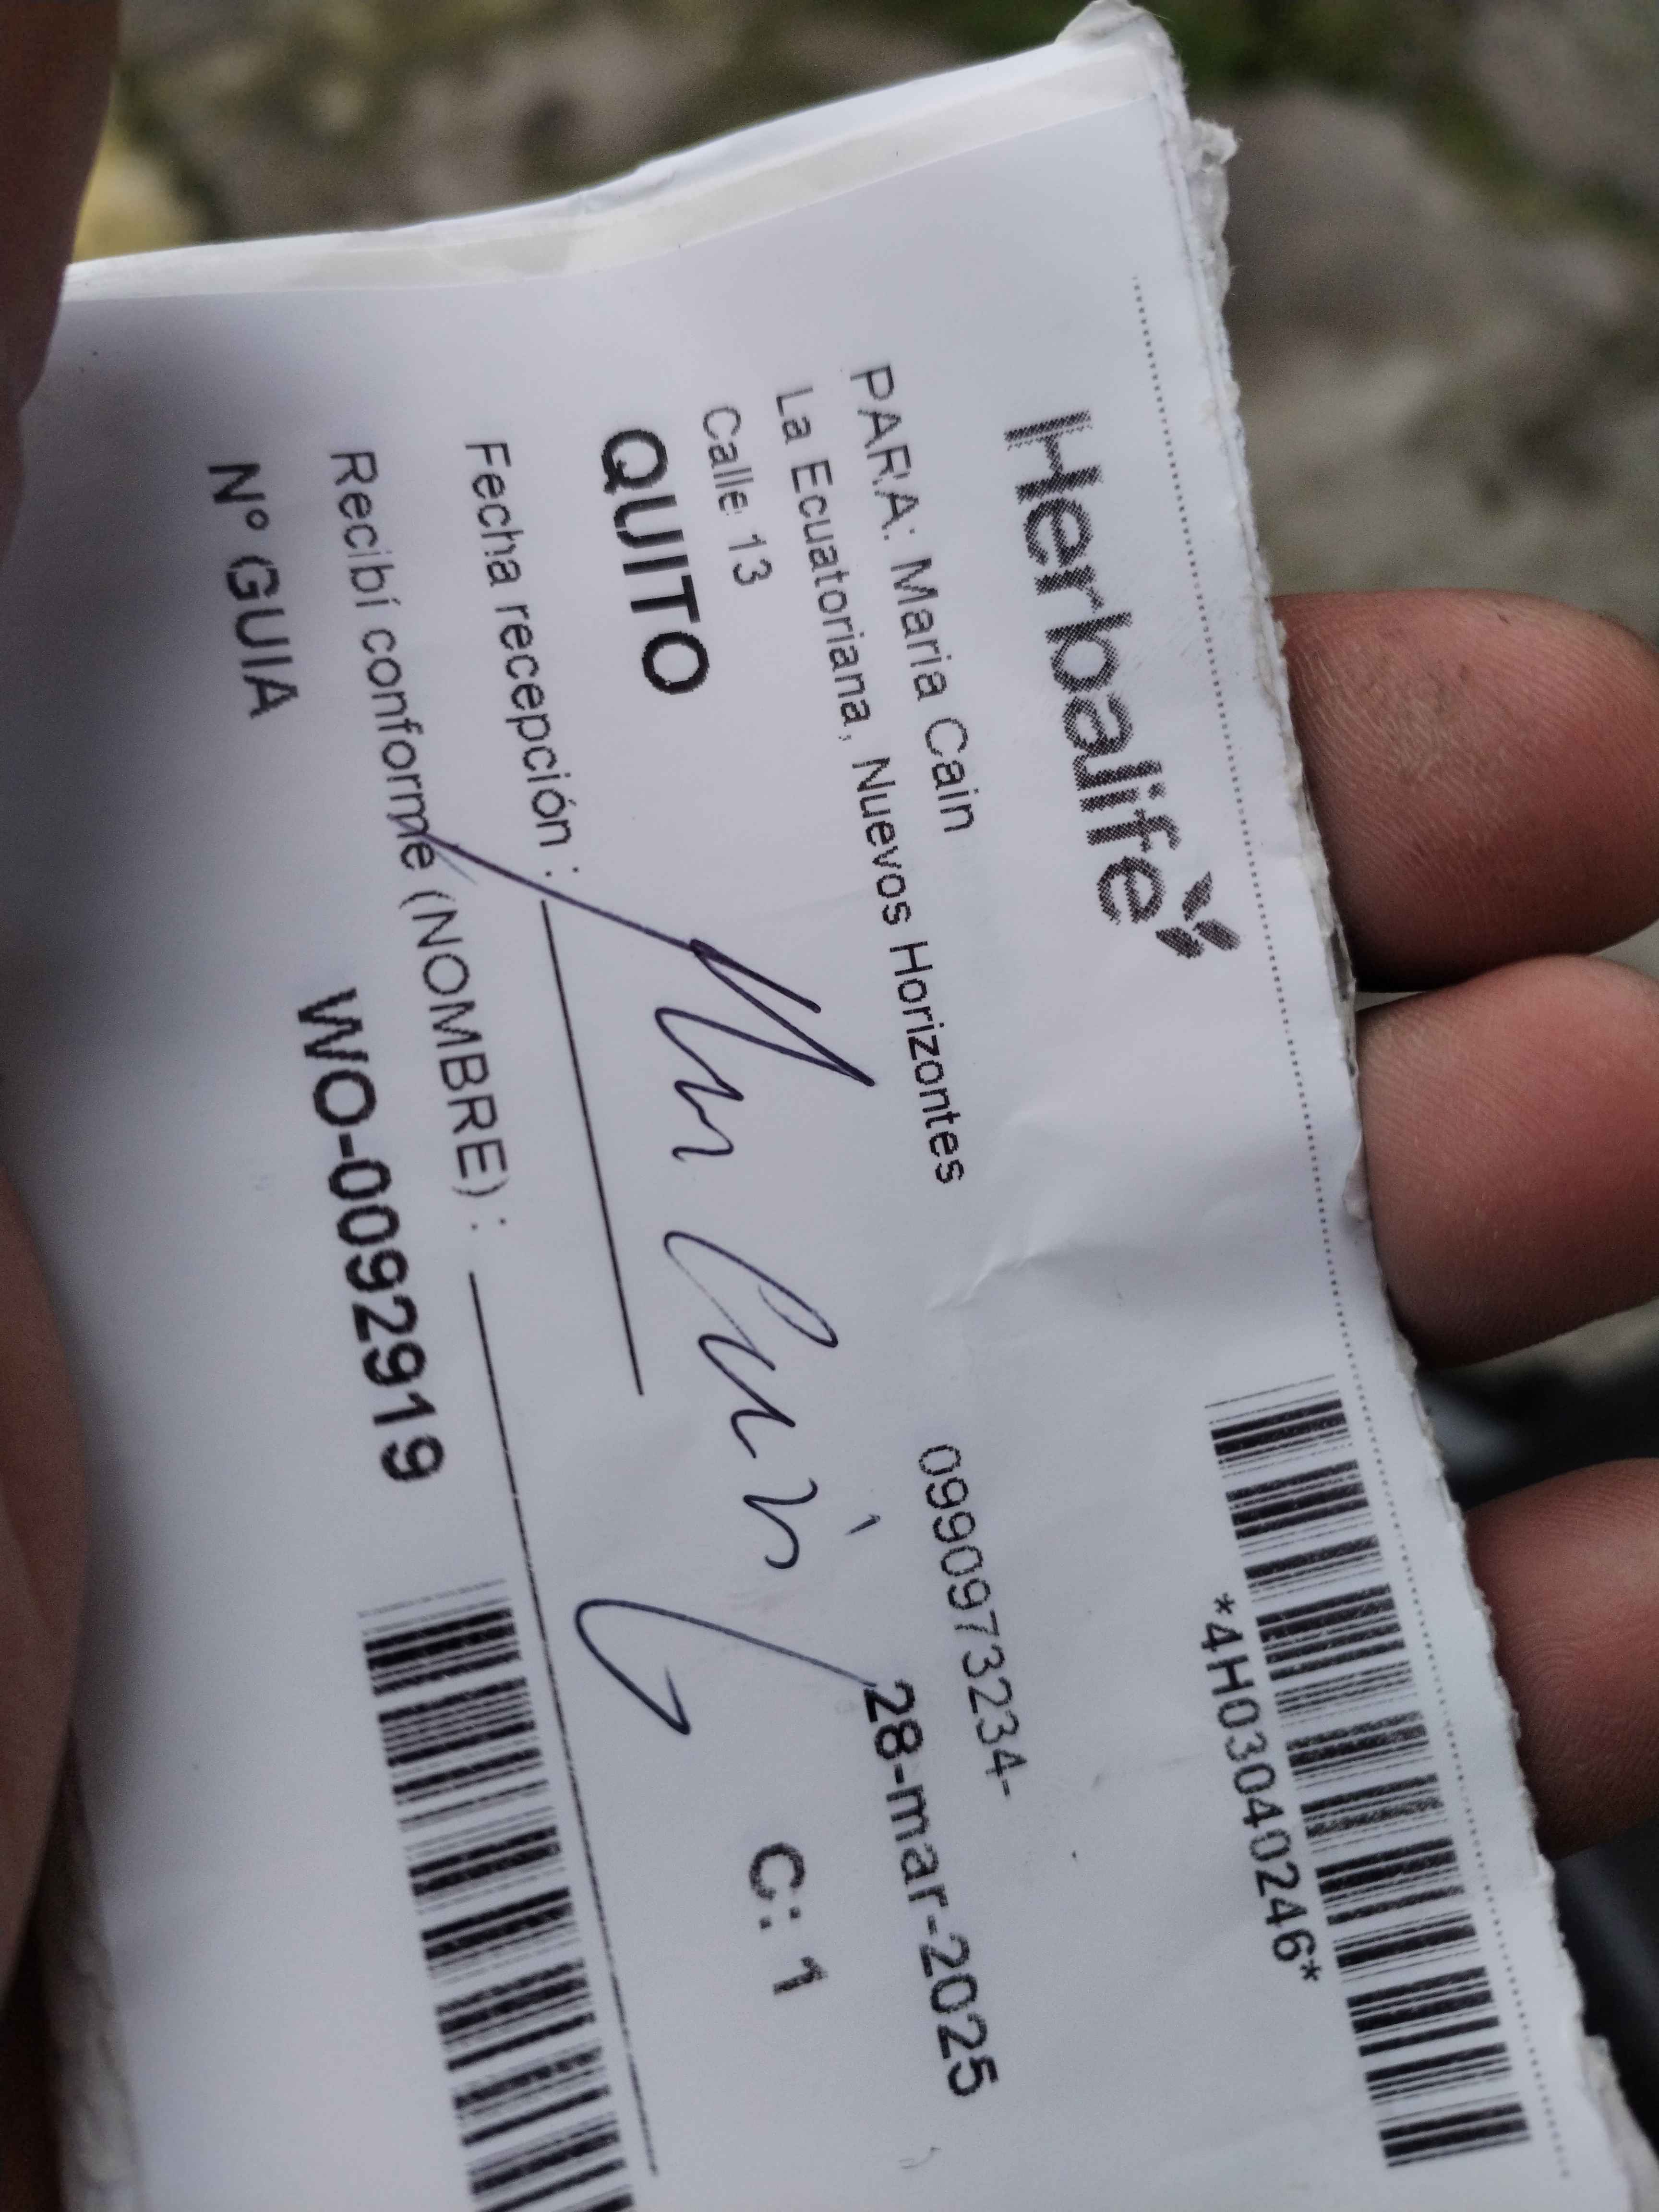 Herbalife
*4H03040246*
PARA: Maria Cain
0990973234-
La Ecuatoriana, Nuevos Horizontes
Calle 13
28-mar-2025
QUITO
C: 1
Fecha recepción :
Recibí conforme (NOMBRE) :
N° GUIA
WO-0092919